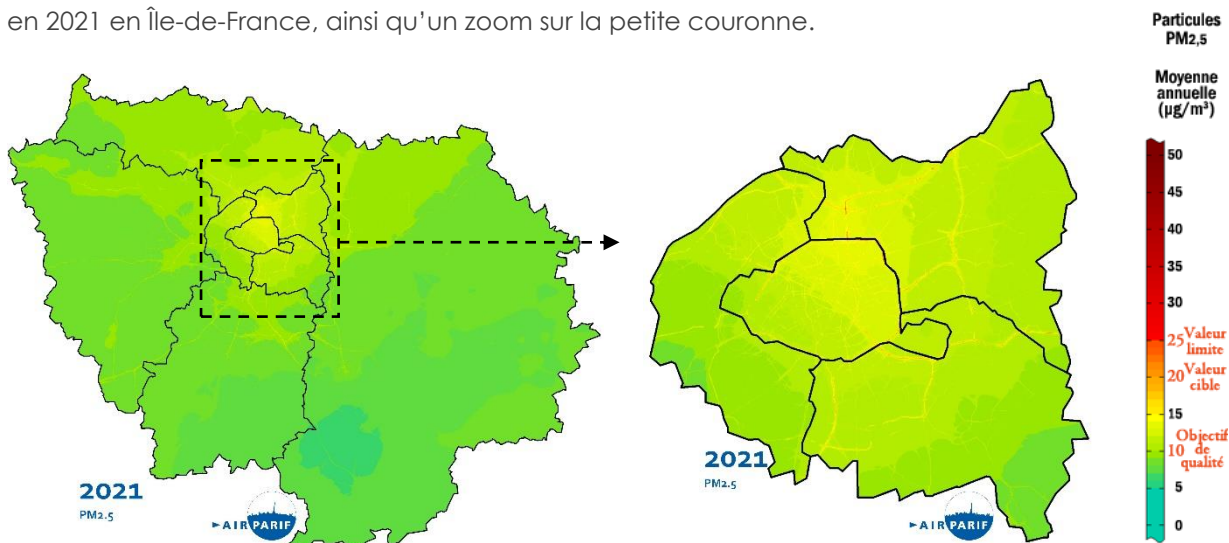 en 2021 en Île-de-France, ainsi qu’un zoom sur la petite couronne.
Particules
PM2,5
Moyenne
annuelle
(µg/m³)
50
45
40
35
30
25 Valeur
limite
20 Valeur
cible
15
Objectif
10 de
qualité
5
0
2021
PM2.5
AIRPARIF
2021
PM2.5
AIRPARIF